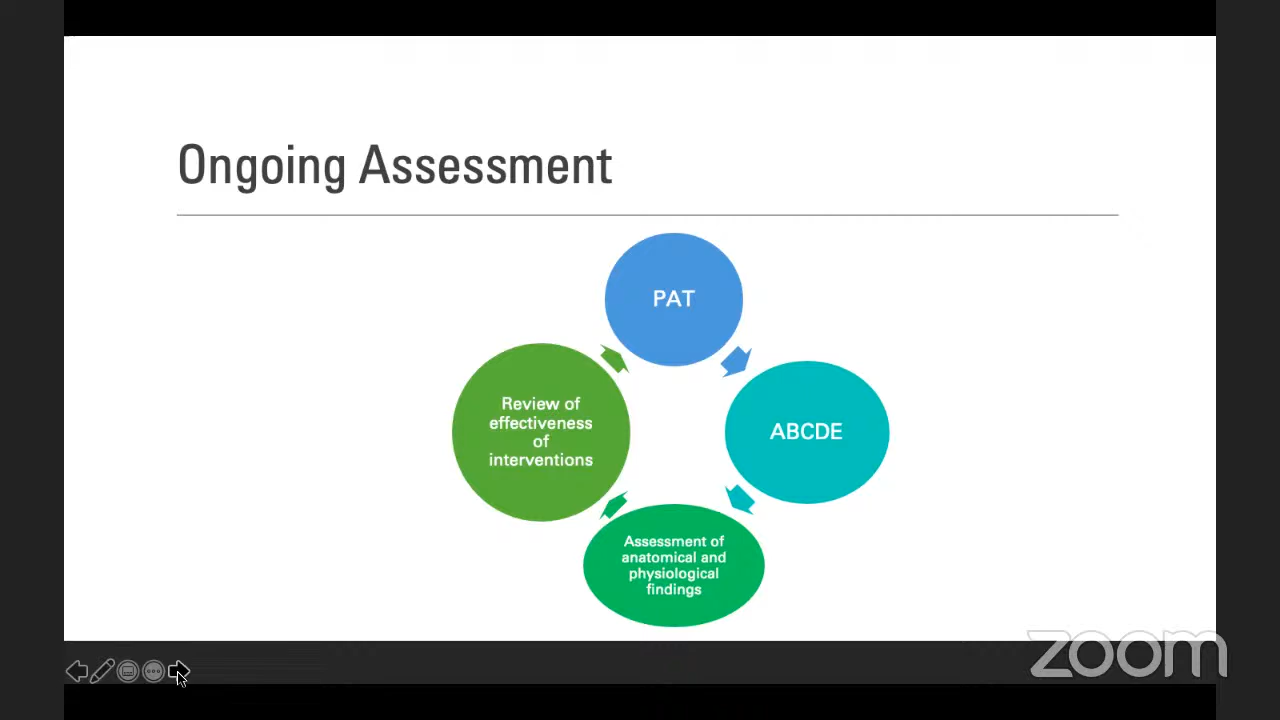 Ongoing Assessment
PAT
ABCDE
Assessment of
anatomical and
physiological
findings
Review of
effectiveness
of
interventions
zoom